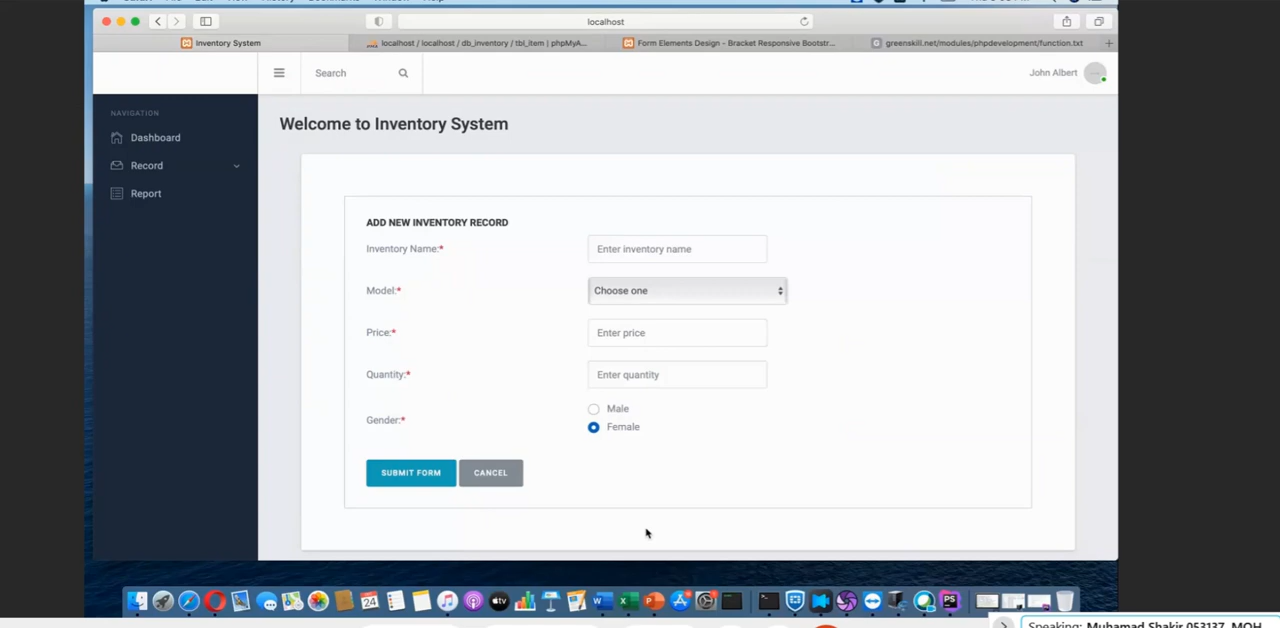 localhost
Inventory System
localhost / localhost / db_inventory / tbl_item | phpMyA...
Form Elements Design - Bracket Responsive Bootstr...
greenskill.net/modules/phpdevelopment/function.txt
Search
John Albert
NAVIGATION
Dashboard
Record
Report
Welcome to Inventory System
ADD NEW INVENTORY RECORD
Inventory Name:* Enter inventory name
Model:* Choose one
Price:* Enter price
Quantity:* Enter quantity
Gender:*
Male
Female
SUBMIT FORM CANCEL
24
Speaking: Muhamad Shakir 053137, MOH